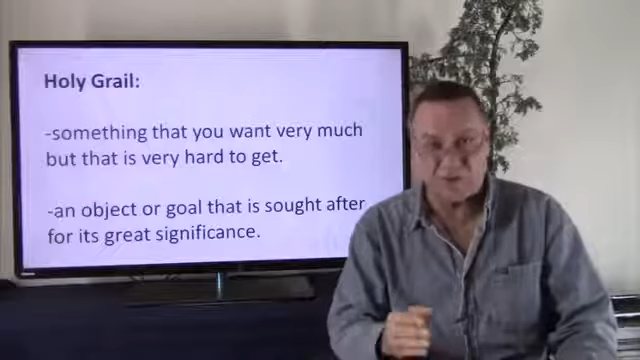 Holy Grail:
-something that you want very much
but that is very hard to get.
-an object or goal that is sought after
for its great significance.